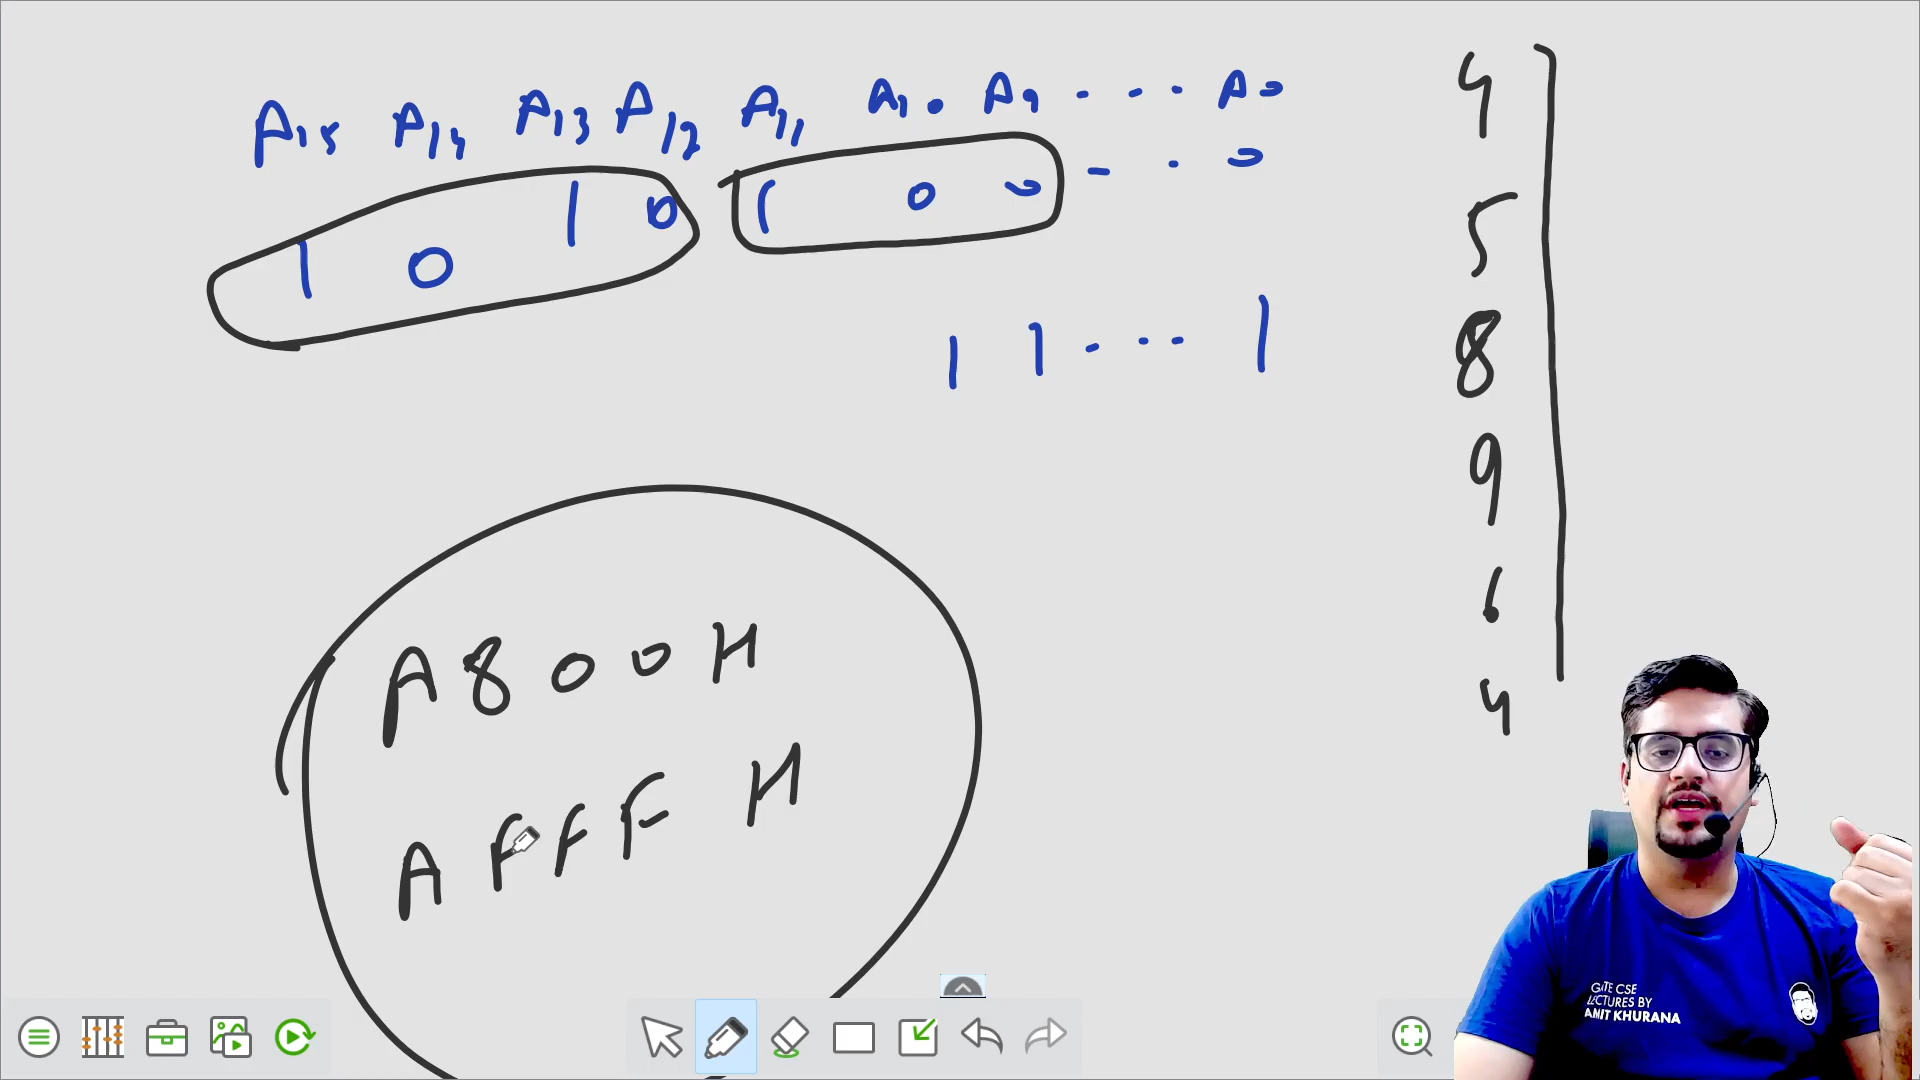 A15 A14 A13 A12 A11 A10 A9 ... A0
1 0 1 0 1 0 0 - . . 0
1 1 ... 1
A800H
AFFFH
4
5
8
9
6
4
GATE CSE
LECTURES BY
AMIT KHURANA